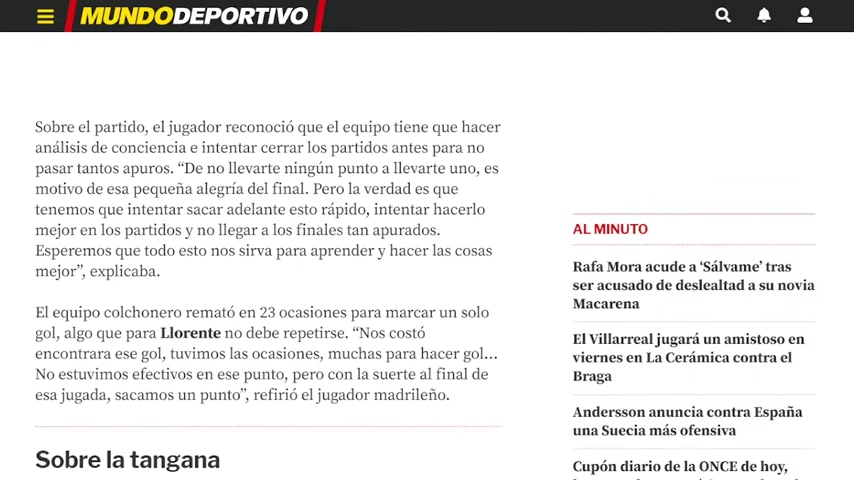 MUNDODEPORTIVO
Sobre el partido, el jugador reconoció que el equipo tiene que hacer
análisis de conciencia e intentar cerrar los partidos antes para no
pasar tantos apuros. “De no llevarte ningún punto a llevarte uno, es
motivo de esa pequeña alegría del final. Pero la verdad es que
tenemos que intentar sacar adelante esto rápido, intentar hacerlo
mejor en los partidos y no llegar a los finales tan apurados.
Esperemos que todo esto nos sirva para aprender y hacer las cosas
mejor”, explicaba.
El equipo colchonero remató en 23 ocasiones para marcar un solo
gol, algo que para Llorente no debe repetirse. “Nos costó
encontrara ese gol, tuvimos las ocasiones, muchas para hacer gol...
No estuvimos efectivos en ese punto, pero con la suerte al final de
esa jugada, sacamos un punto”, refirió el jugador madrileño.
Sobre la tangana
AL MINUTO
Rafa Mora acude a ‘Sálvame’ tras
ser acusado de deslealtad a su novia
Macarena
El Villarreal jugará un amistoso en
viernes en La Cerámica contra el
Braga
Andersson anuncia contra España
una Suecia más ofensiva
Cupón diario de la ONCE de hoy,